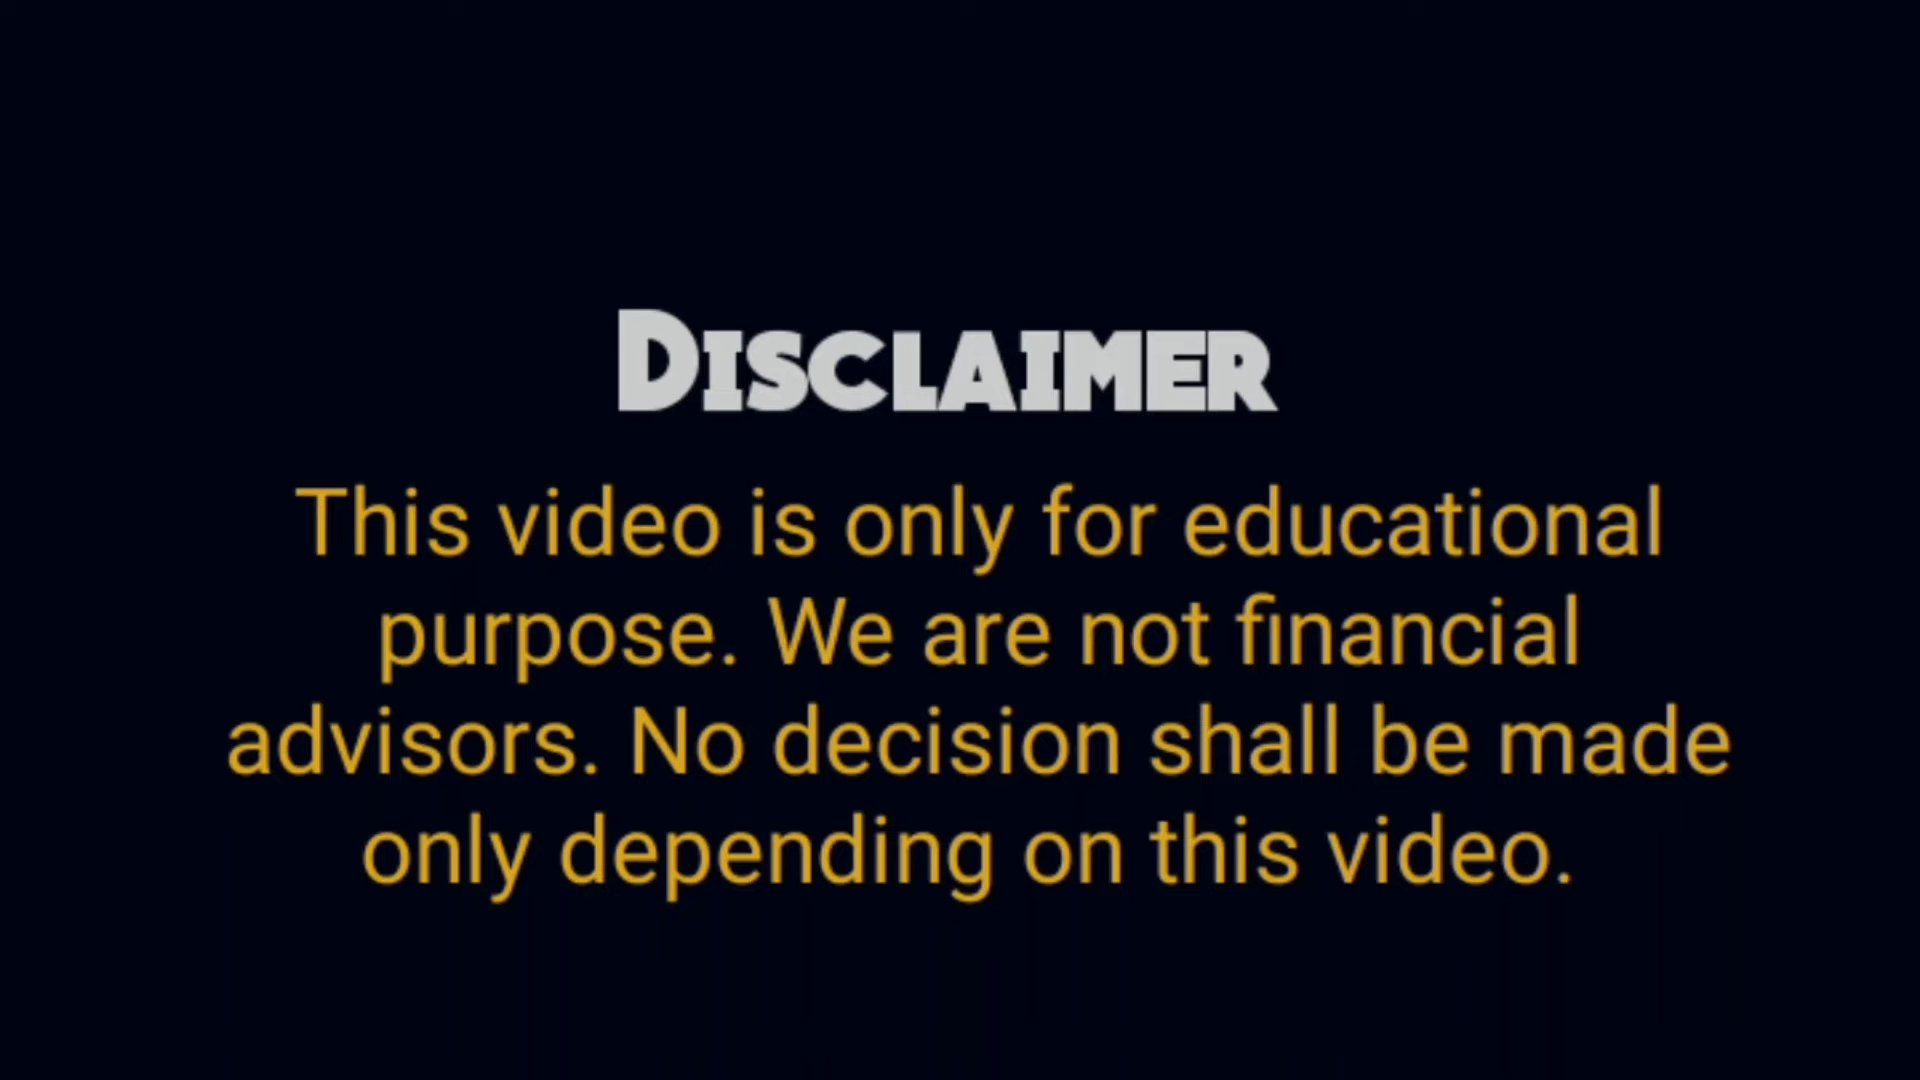 Disclaimer
This video is only for educational
purpose. We are not financial
advisors. No decision shall be made
only depending on this video.